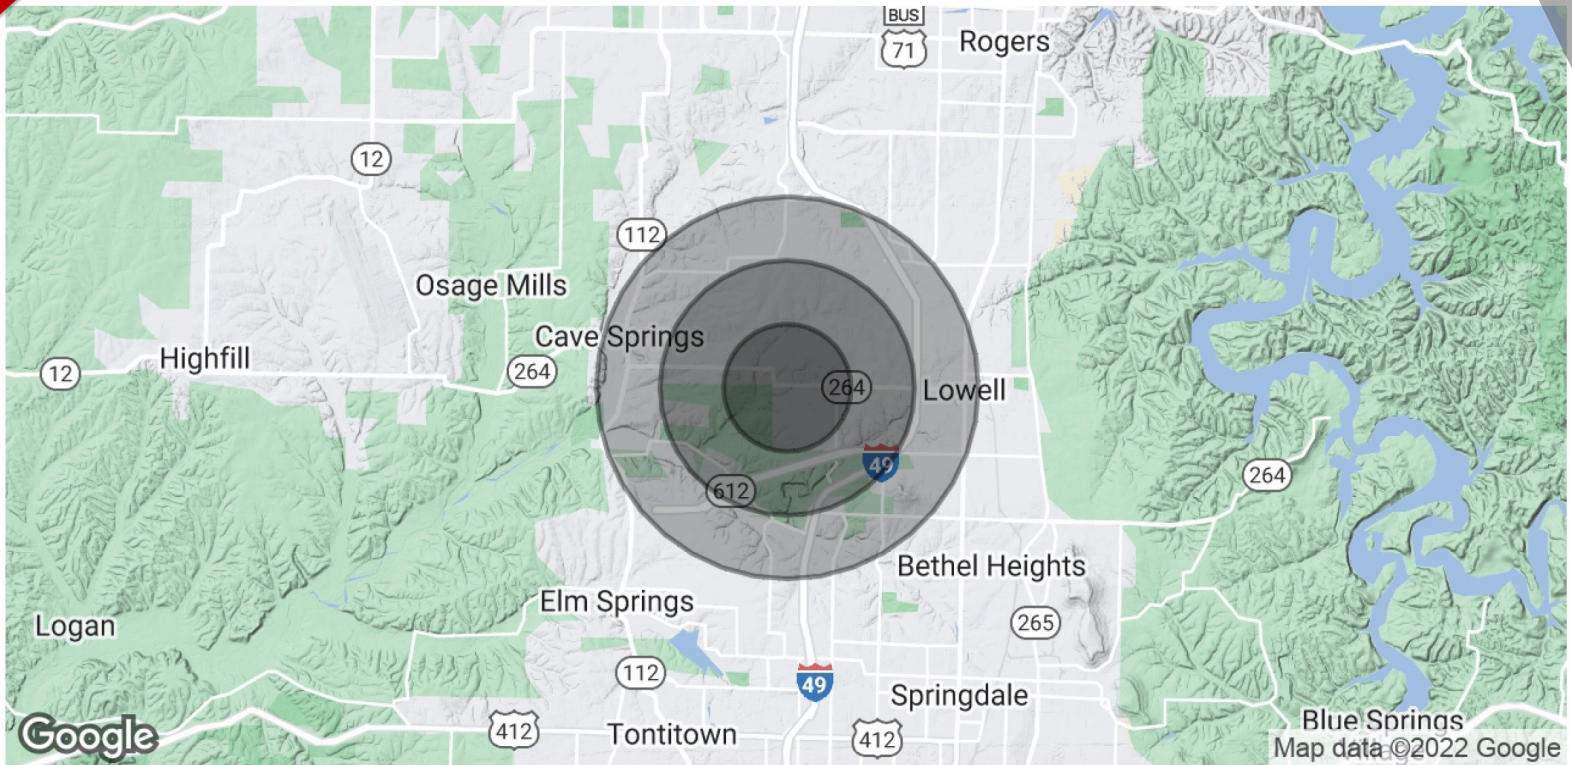 BUS
71
Rogers
12
112
Osage Mills
Cave Springs
Highfill
12
264
264
Lowell
49
612
264
Bethel Heights
Elm Springs
265
Logan
112
49
Springdale
412
Tontitown
412
Blue Springs
Village
Google
Map data ©2022 Google